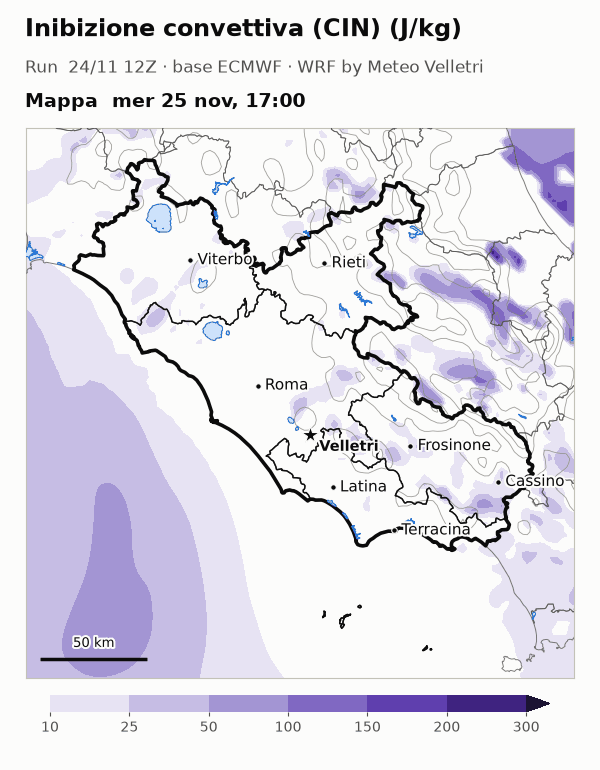 Inibizione convettiva (CIN) (J/kg)
Run  24/11 12Z · base ECMWF · WRF by Meteo Velletri
Mappa  mer 25 nov, 17:00
Viterbo
Rieti
Roma
Velletri
Frosinone
Latina
Cassino
Terracina
50 km
10 25 50 100 150 200 300